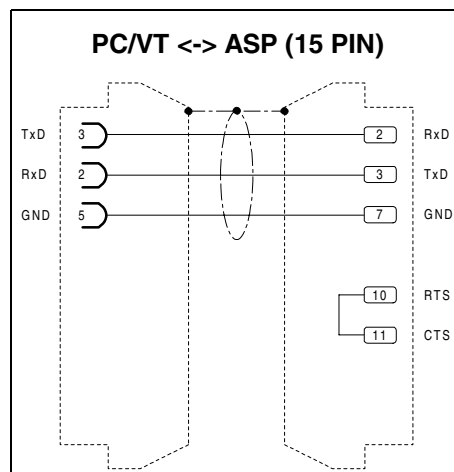 PC/VT <-> ASP (15 PIN)
TxD 3 2 RxD
RxD 2 3 TxD
GND 5 7 GND
10 RTS
11 CTS